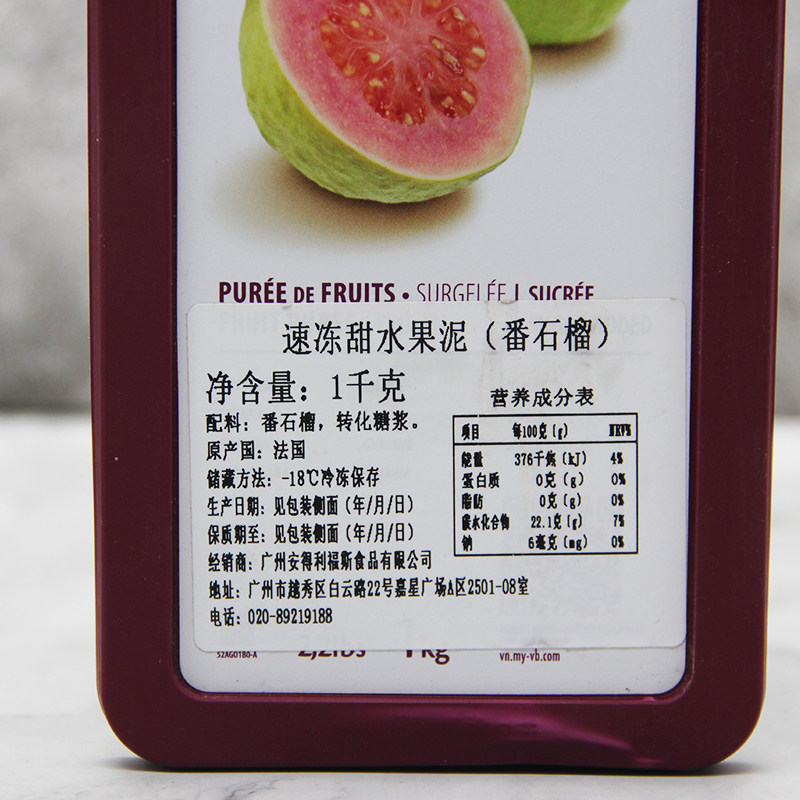 PURÉE DE FRUITS • SURGELÉE | SUCRÉE
速冻甜水果泥（番石榴）
净含量：1千克
配料：番石榴，转化糖浆。
原产国：法国
储藏方法：-18℃冷冻保存
生产日期：见包装侧面（年/月/日）
保质期至：见包装侧面（年/月/日）
经销商：广州安得利福斯食品有限公司
地址：广州市越秀区白云路22号嘉星广场A区2501-08室
电话：020-89219188
营养成分表
项目 每100克(g) NRV%
能量 376千焦(kJ) 4%
蛋白质 0克(g) 0%
脂肪 0克(g) 0%
碳水化合物 22.1克(g) 7%
钠 6毫克(mg) 0%
SZAGO1B0-A 2,2lbs 1kg vn.my-vb.com